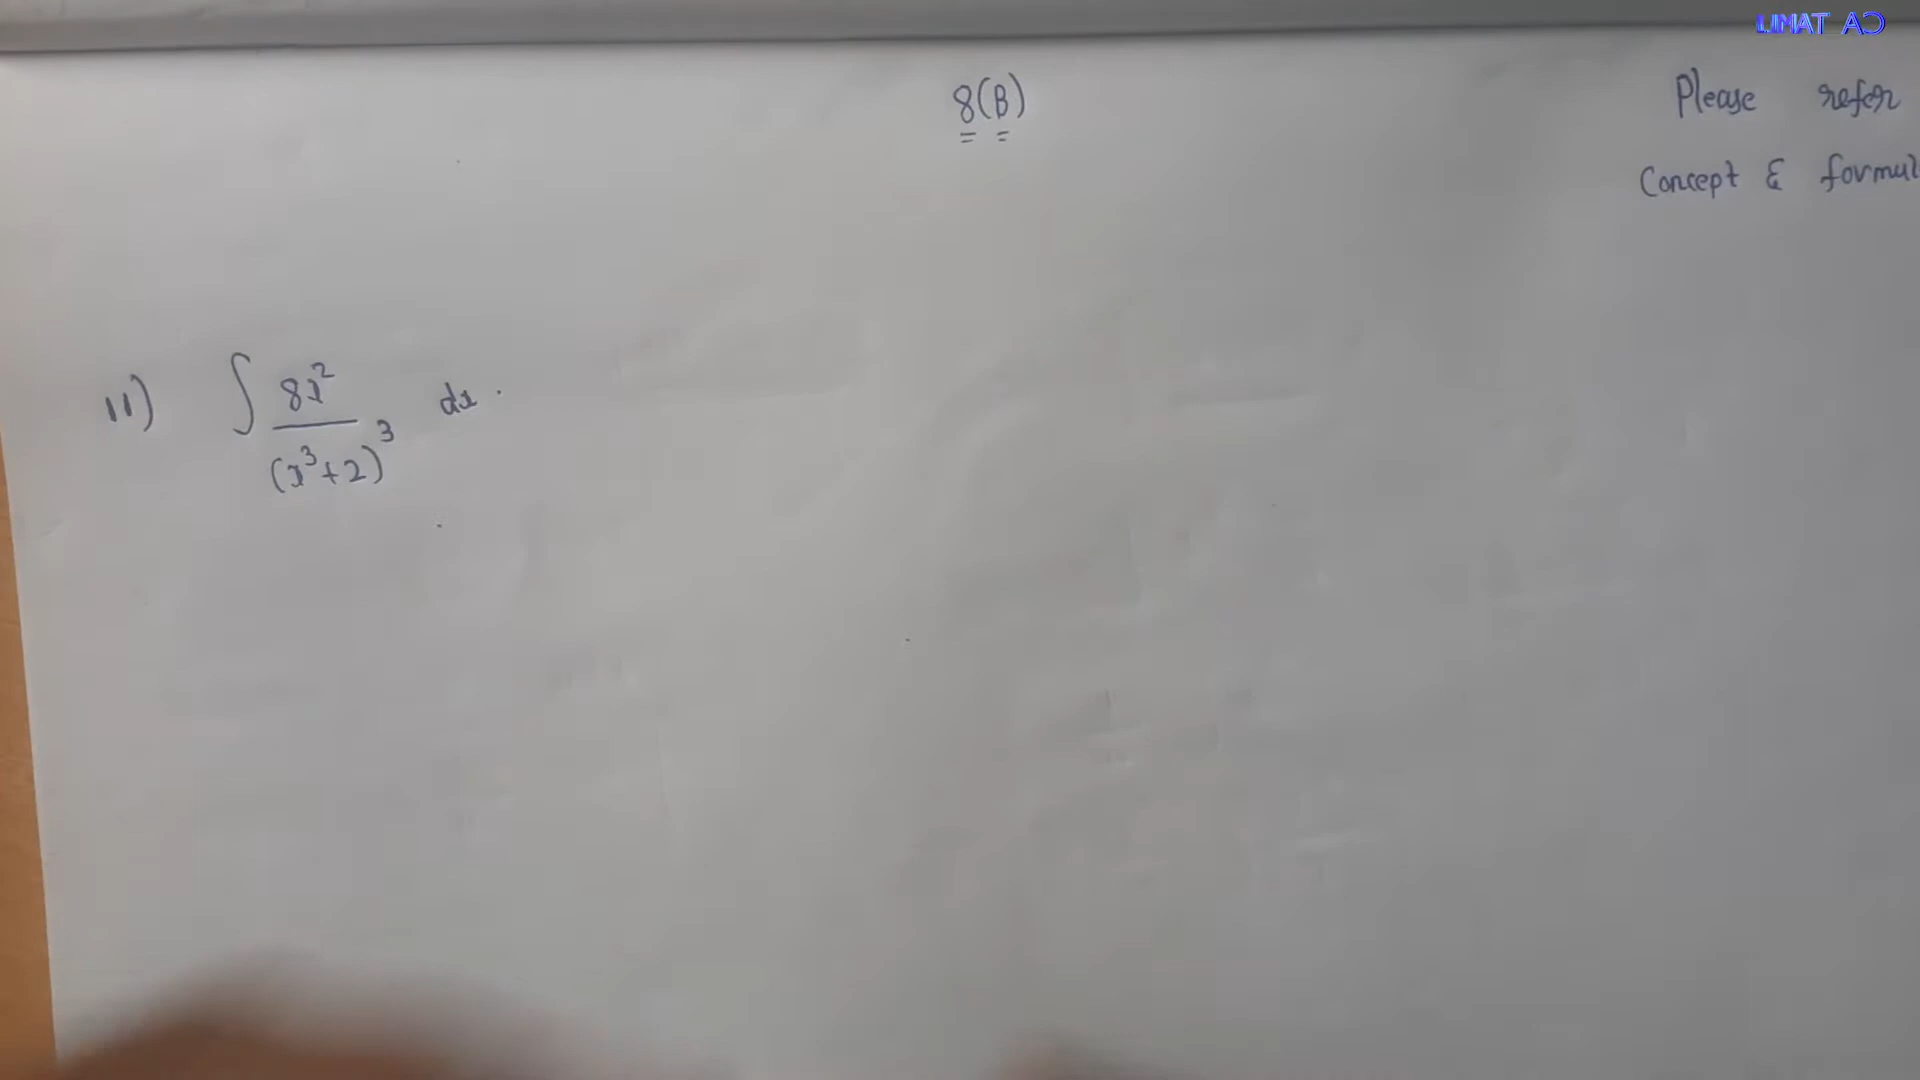 CA TAMIL
8(B)
Please refer
Concept & formul
11) ∫ 8x² / (x³+2)³ dx.